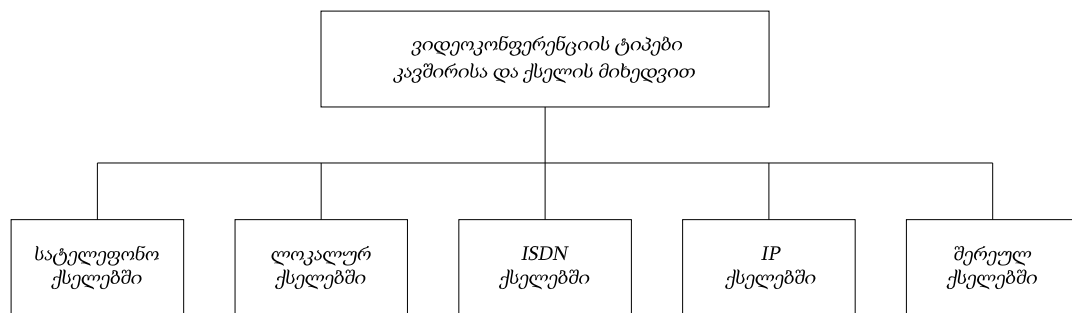 ვიდეოკონფერენციის ტიპები
კავშირისა და ქსელის მიხედვით
სატელეფონო
ქსელებში
ლოკალურ
ქსელებში
ISDN
ქსელებში
IP
ქსელებში
შერეულ
ქსელებში